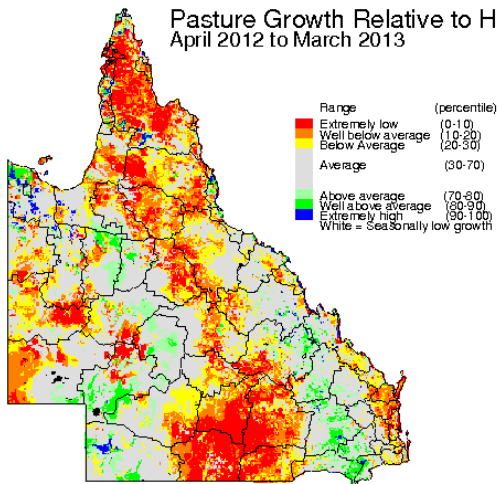 Pasture Growth Relative to H
April 2012 to March 2013
Range (percentile)
Extremely low (0-10)
Well below average (10-20)
Below Average (20-30)
Average (30-70)
Above average (70-80)
Well above average (80-90)
Extremely high (90-100)
White = Seasonally low growth